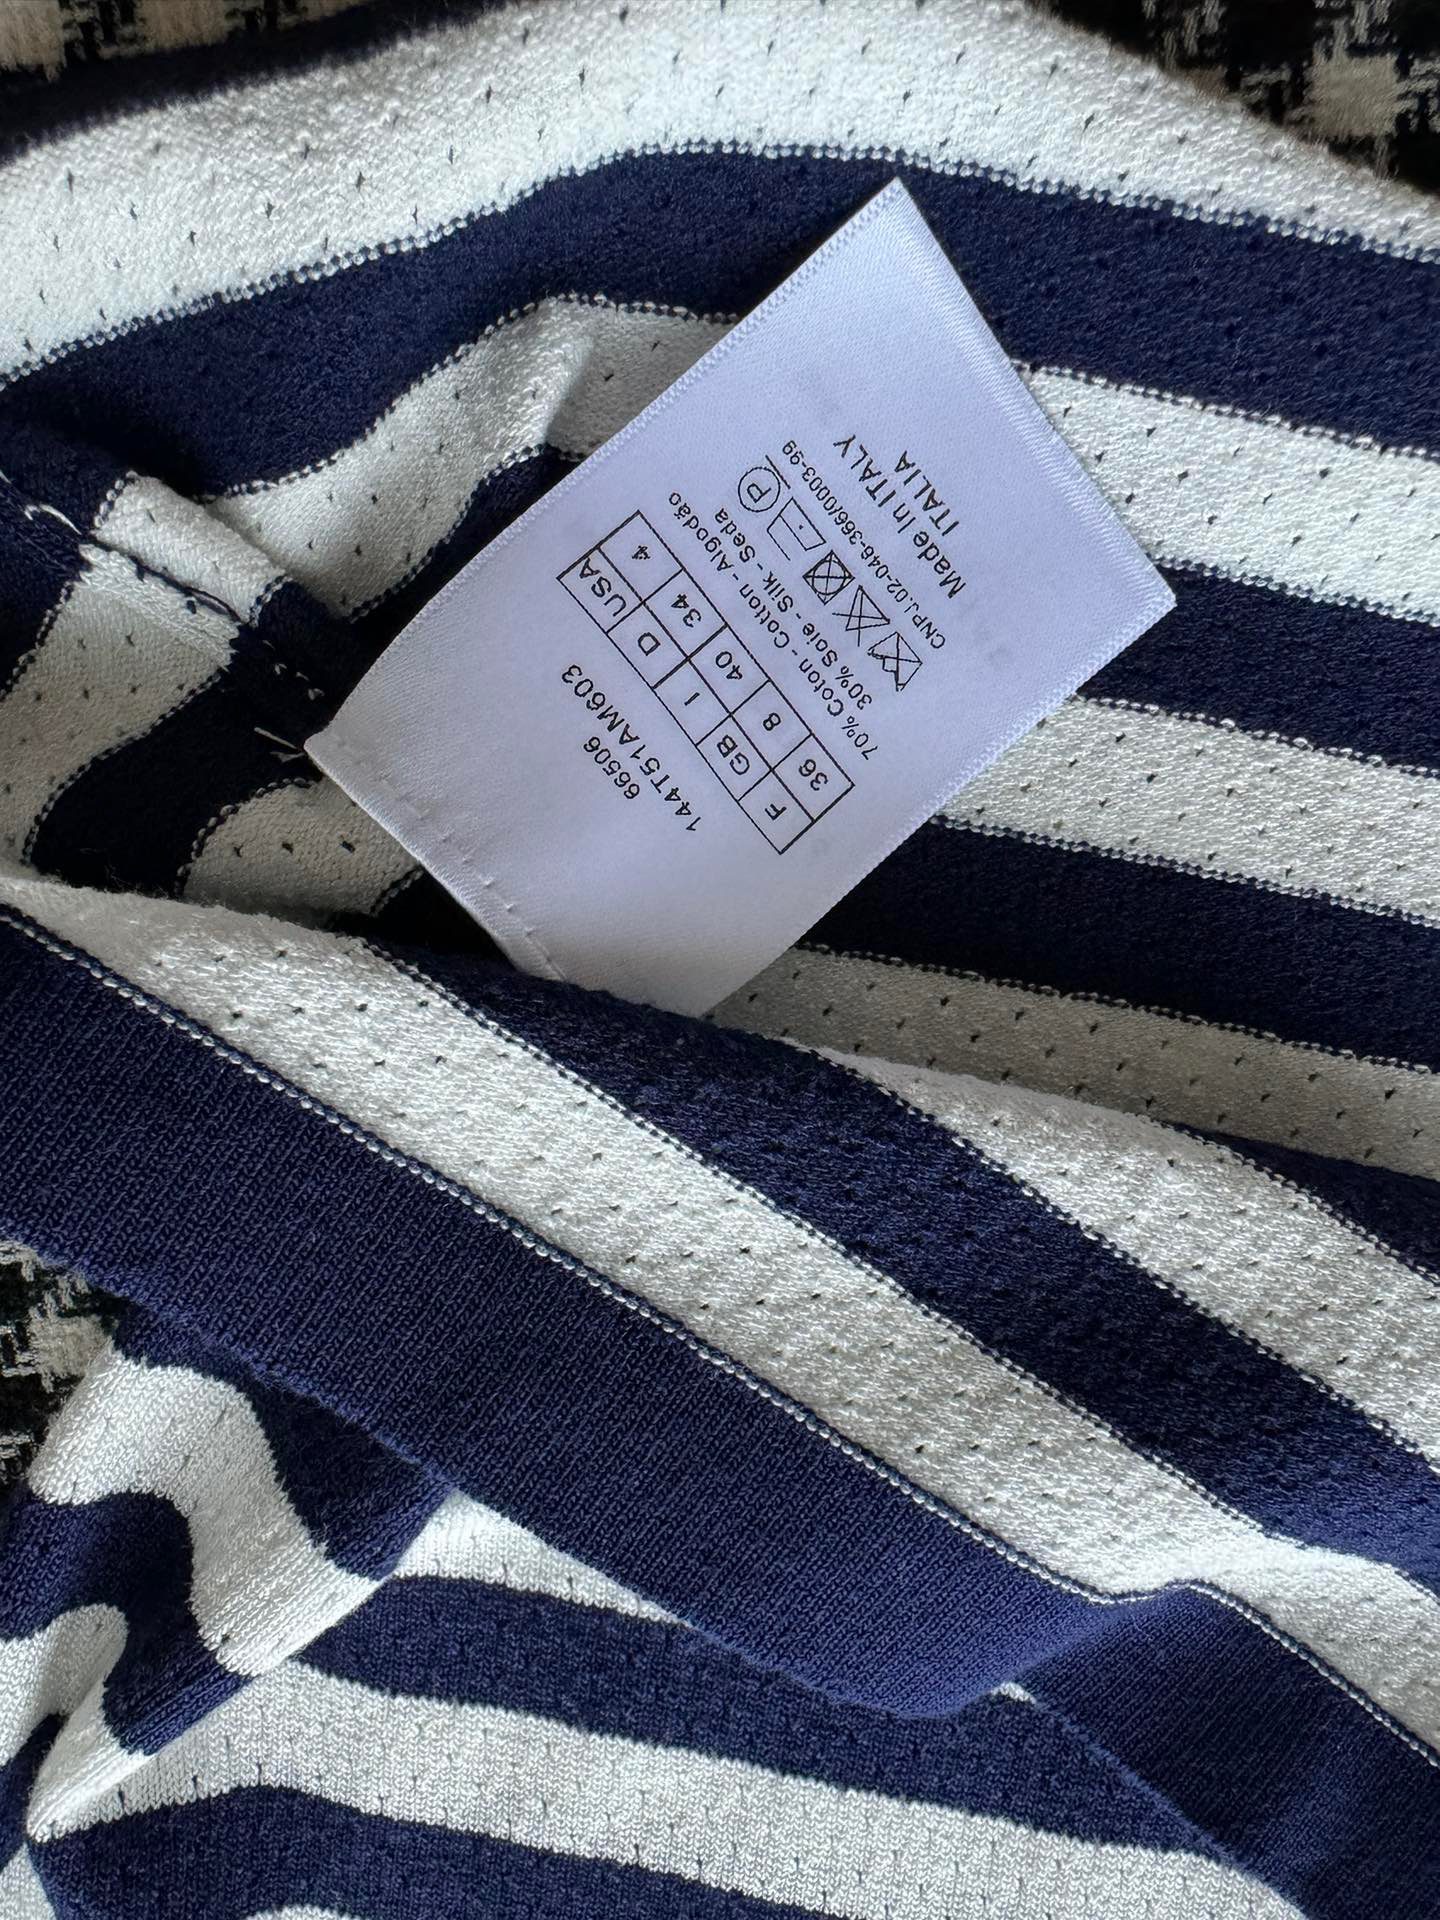 66506
144T51AM603
F GB I D USA
36 8 40 34 4
70% Coton - Cotton - Algodão
30% Soie - Silk - Seda
P
CNPJ.02-046-366/0003-99
Made in ITALY
ITALIA